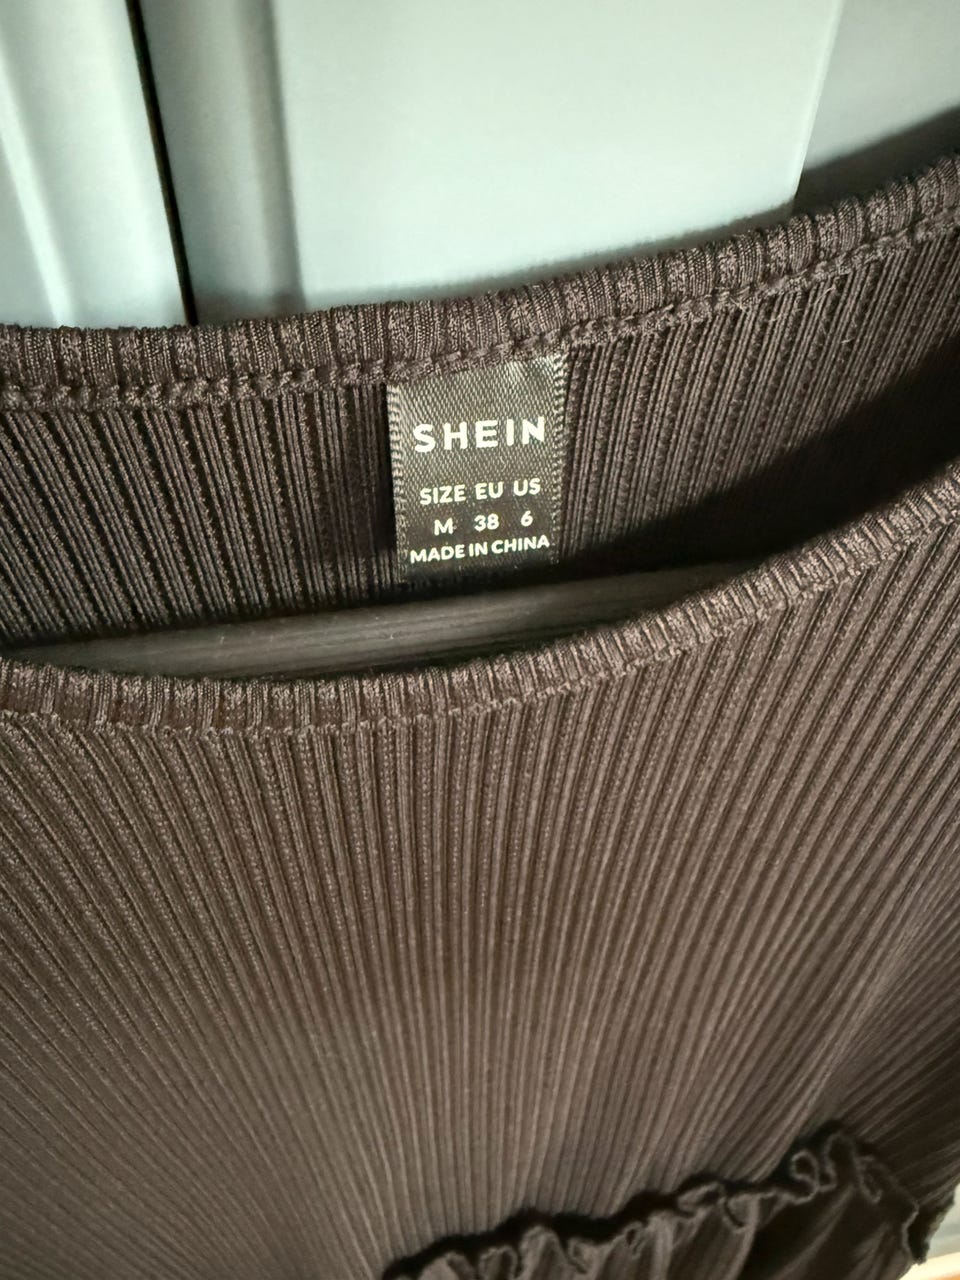 SHEIN
SIZE EU US
M 38 6
MADE IN CHINA